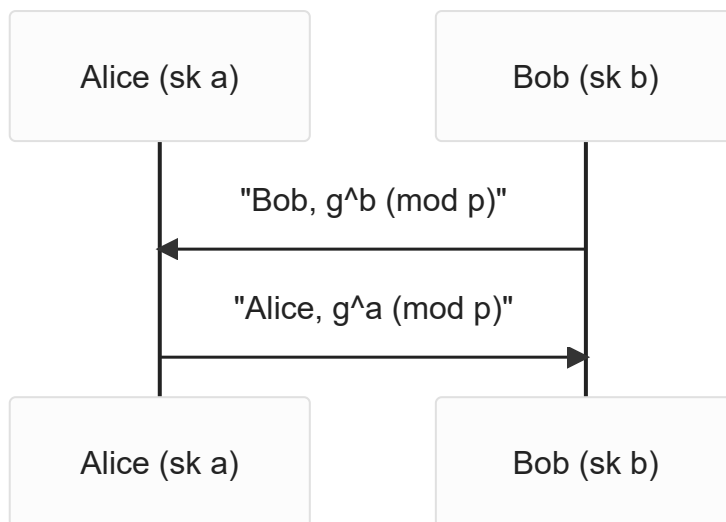 Alice (sk a)
Bob (sk b)
"Bob, g^b (mod p)"
"Alice, g^a (mod p)"
Alice (sk a)
Bob (sk b)